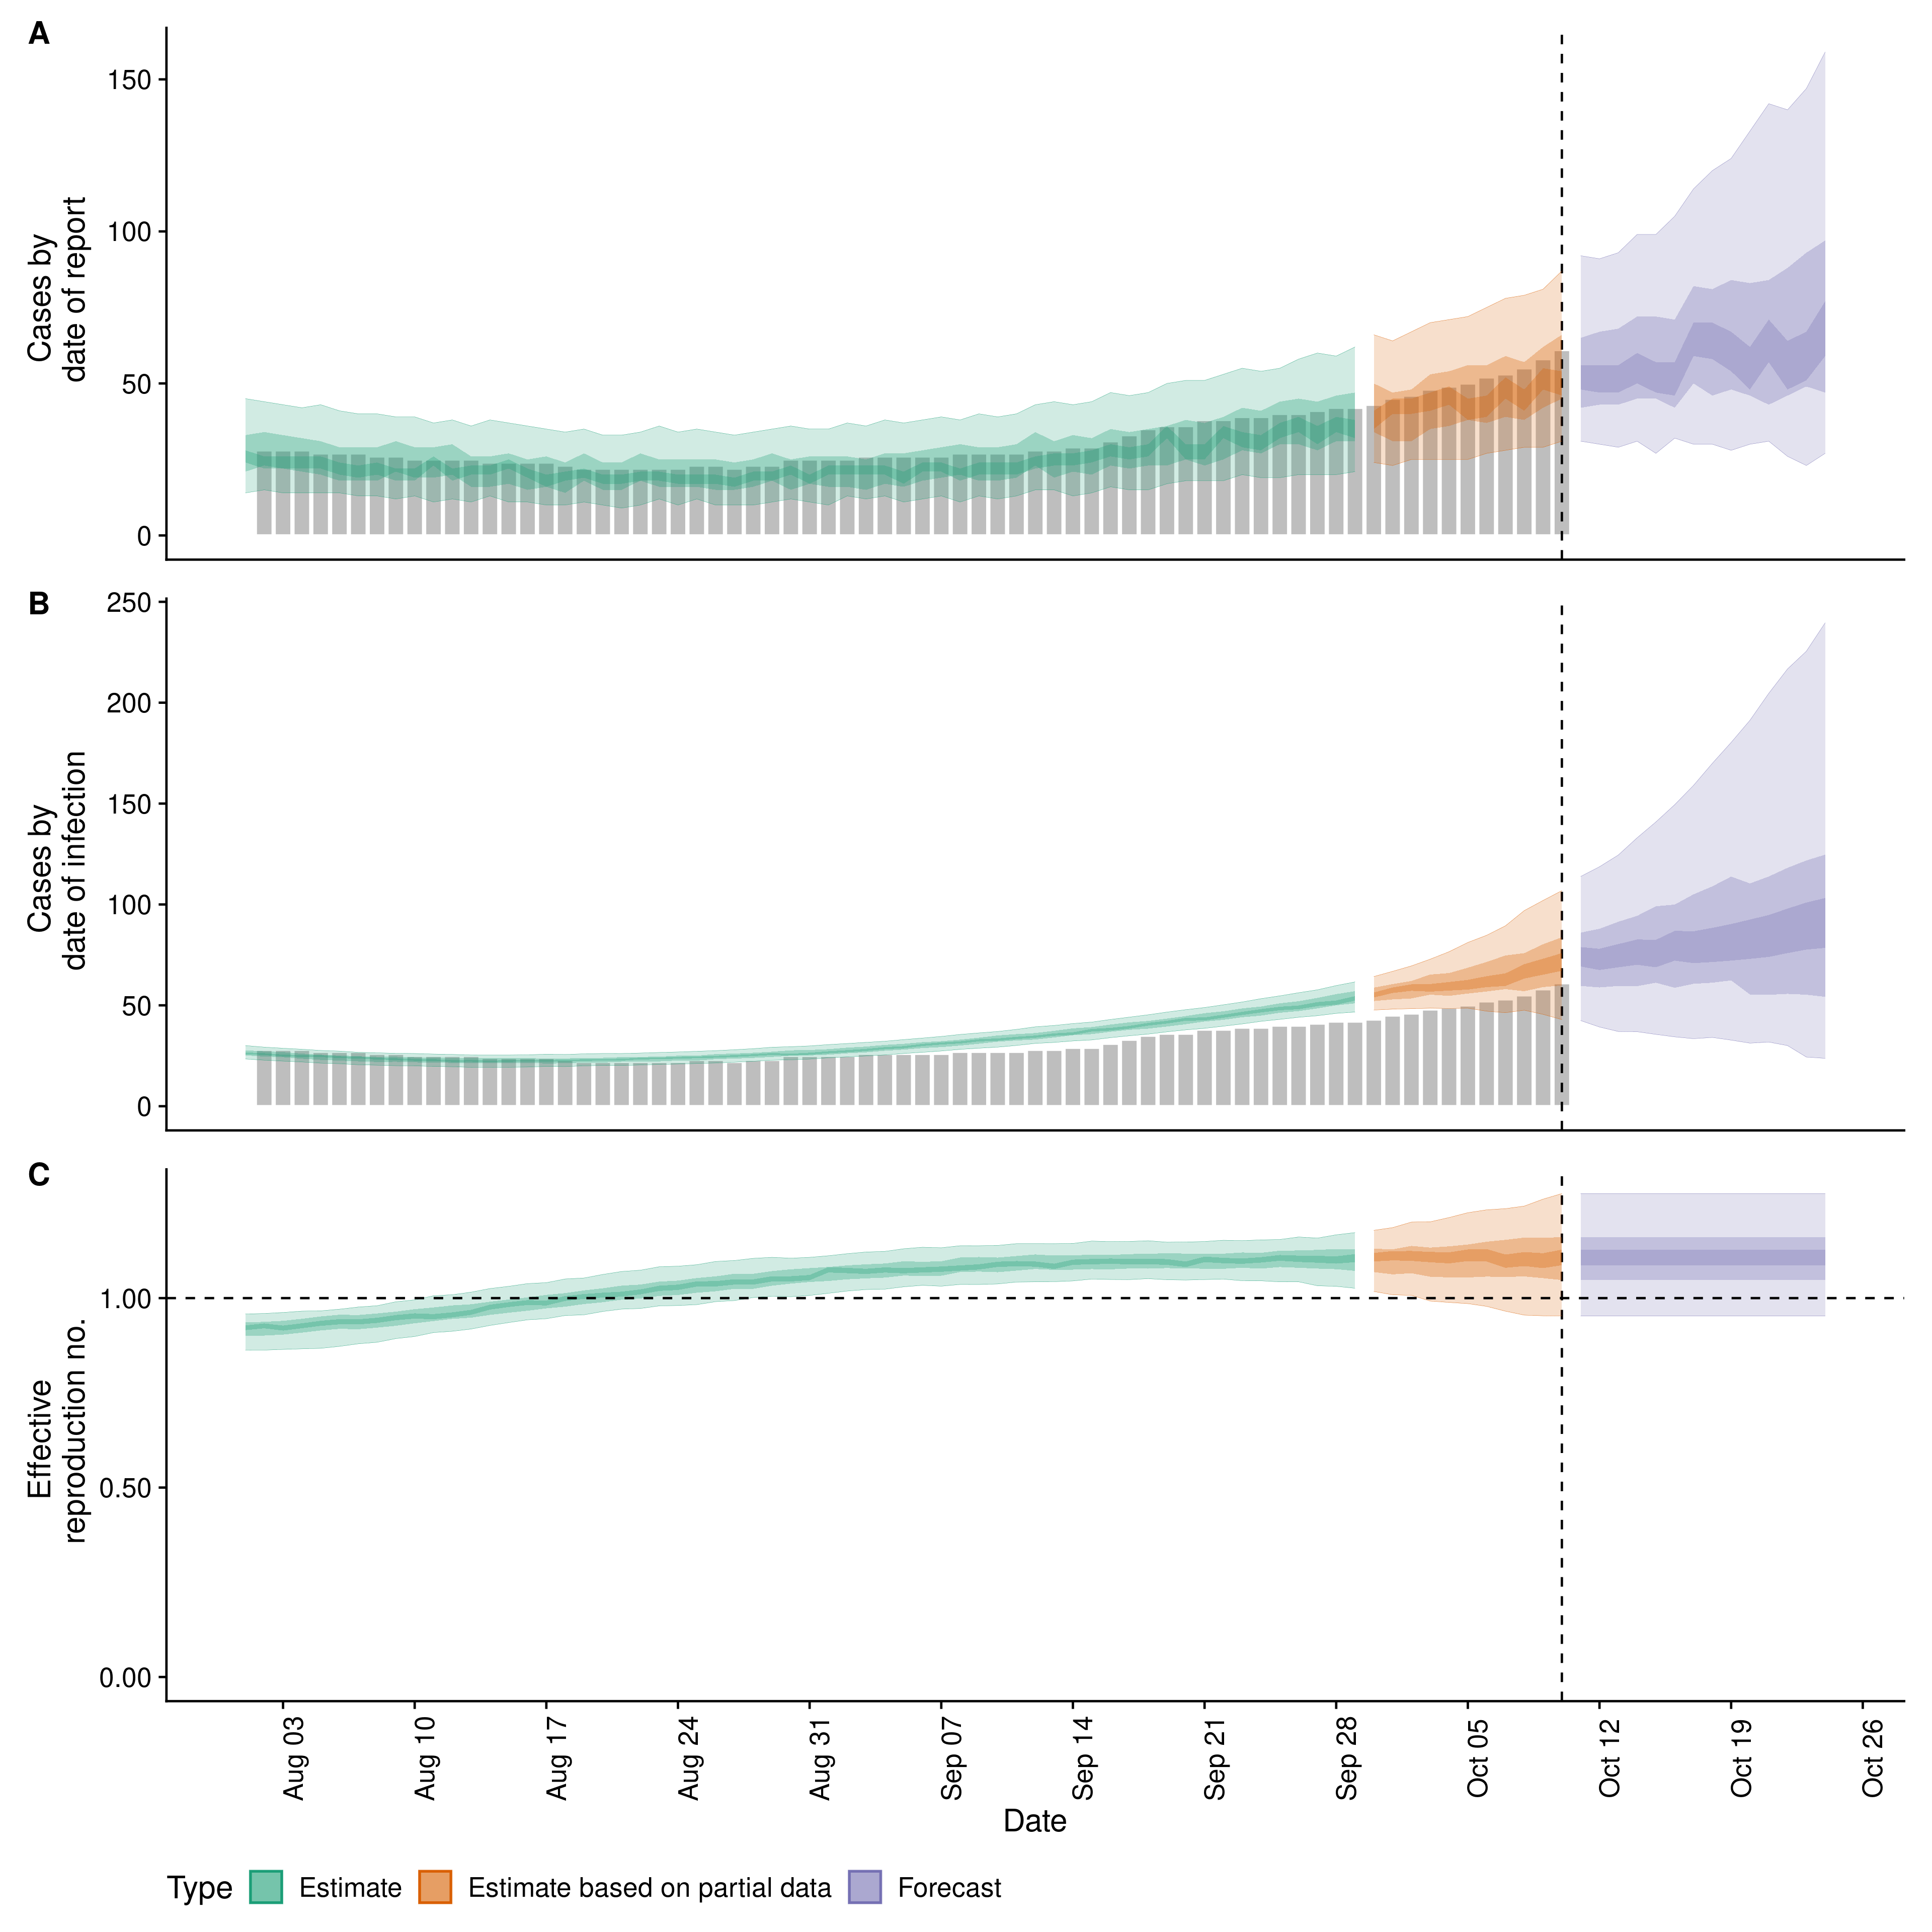 A
Cases by
date of report
150
100
50
0
B
Cases by
date of infection
250
200
150
100
50
0
C
Effective
reproduction no.
1.00
0.50
0.00
Aug 03
Aug 10
Aug 17
Aug 24
Aug 31
Sep 07
Sep 14
Sep 21
Sep 28
Oct 05
Oct 12
Oct 19
Oct 26
Date
Type Estimate Estimate based on partial data Forecast